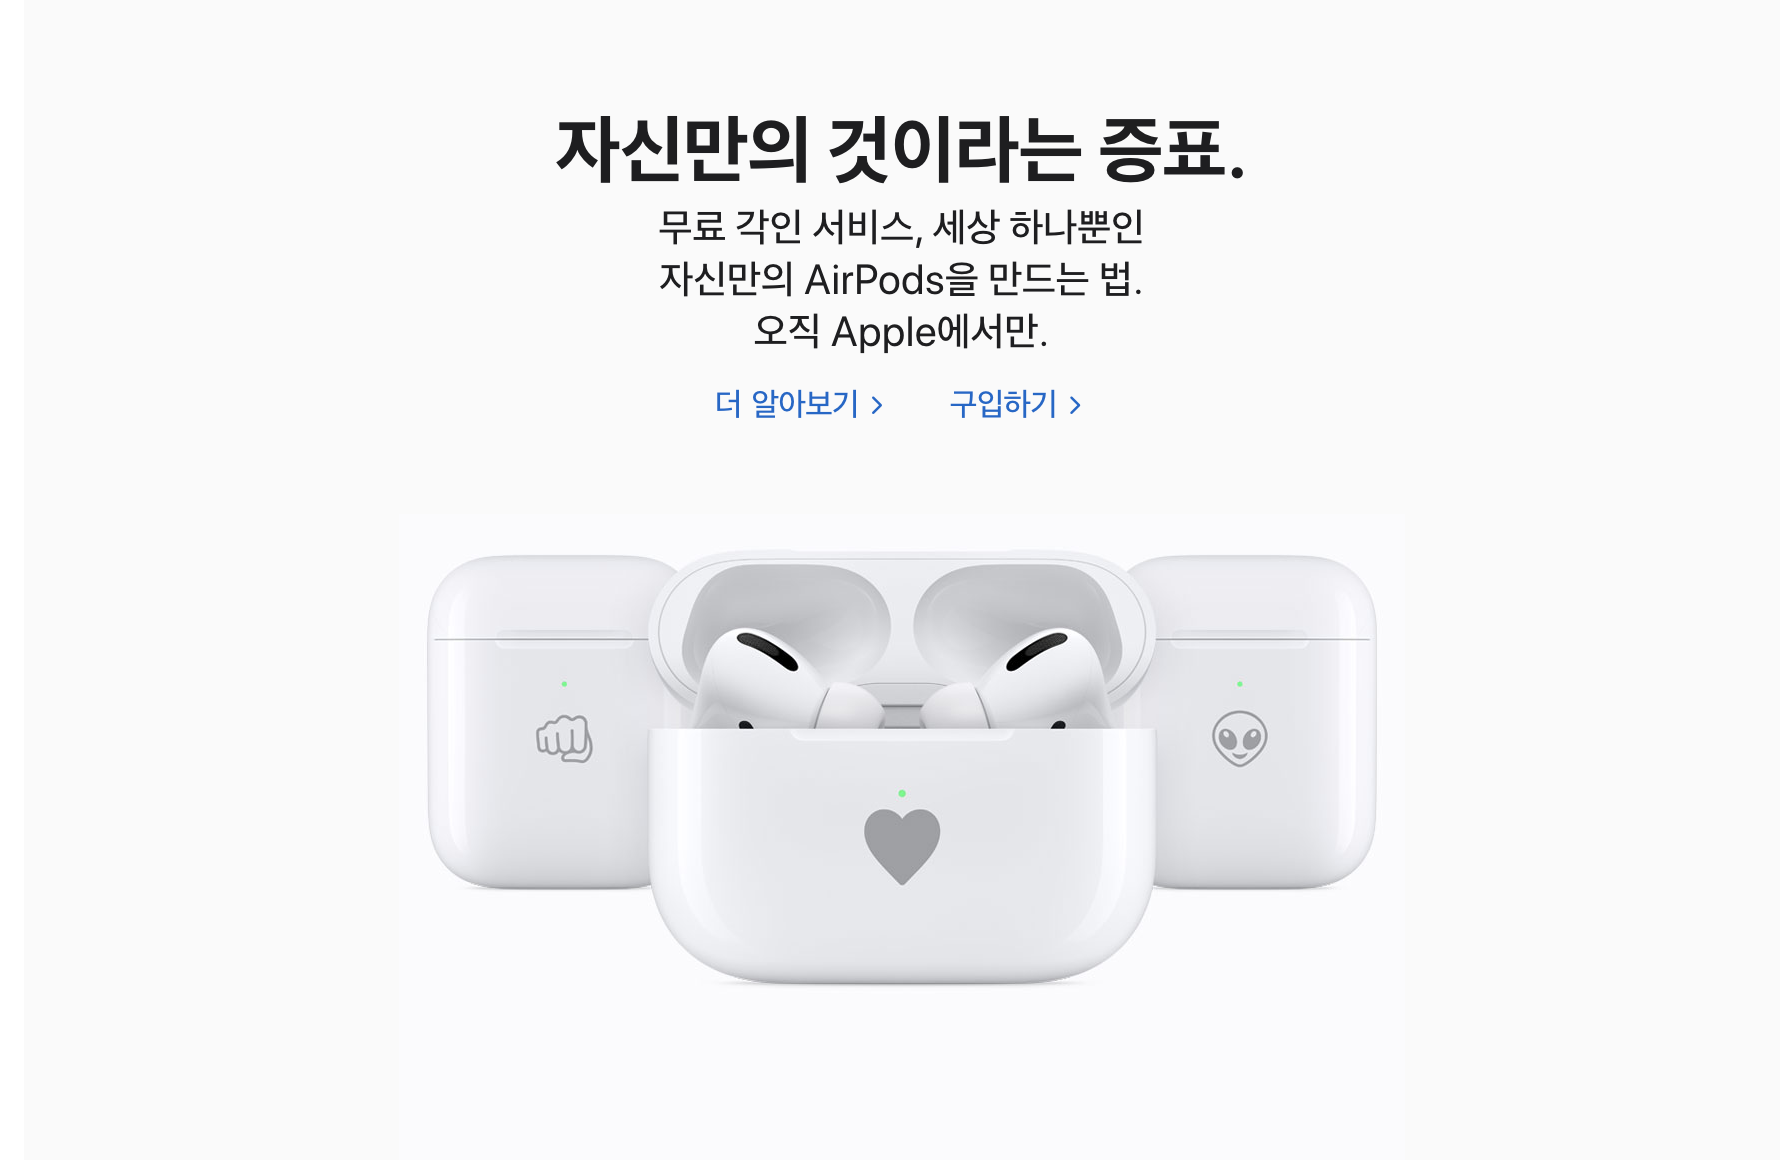 자신만의 것이라는 증표.
무료 각인 서비스, 세상 하나뿐인
자신만의 AirPods을 만드는 법.
오직 Apple에서만.
더 알아보기 > 구입하기 >